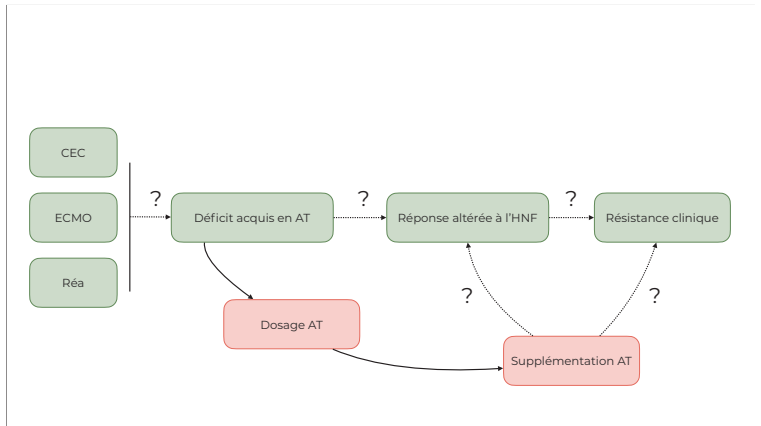 CEC
ECMO
Réa
?
Déficit acquis en AT
?
Réponse altérée à l'HNF
?
Résistance clinique
Dosage AT
?
?
Supplémentation AT